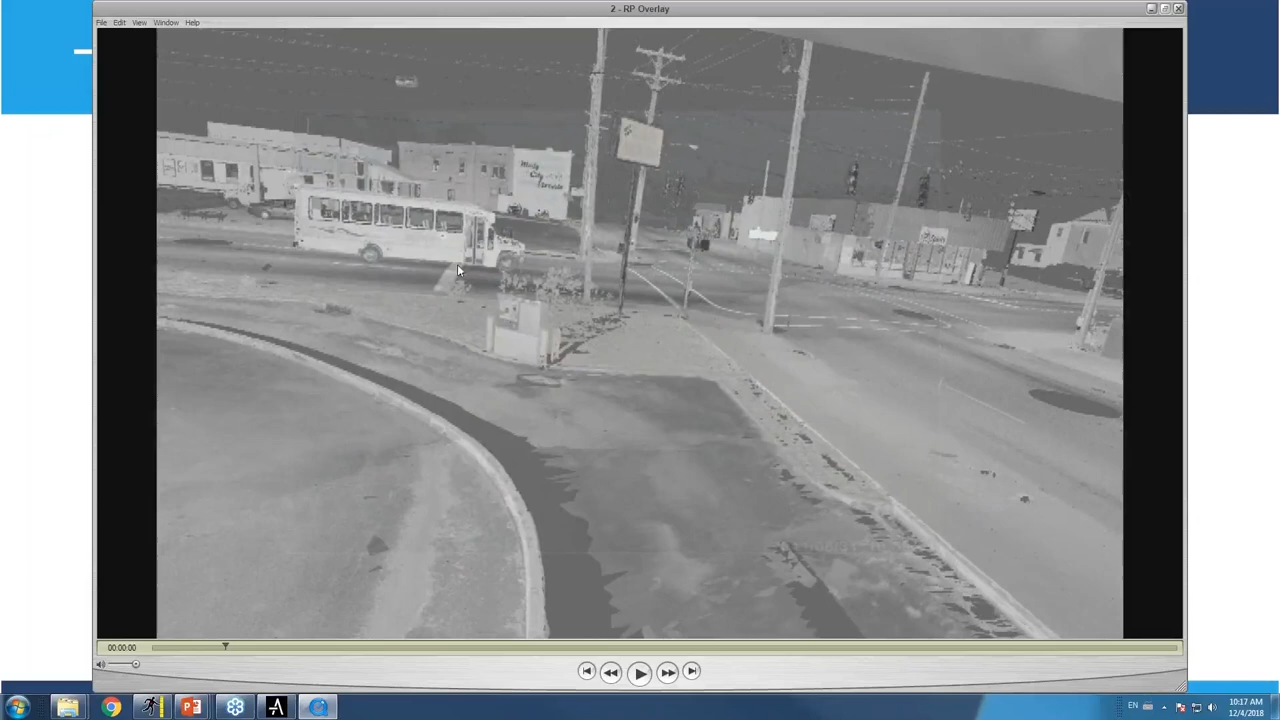 2 - RP Overlay
File Edit View Window Help
00:00:00
EN
10:17 AM
12/4/2018